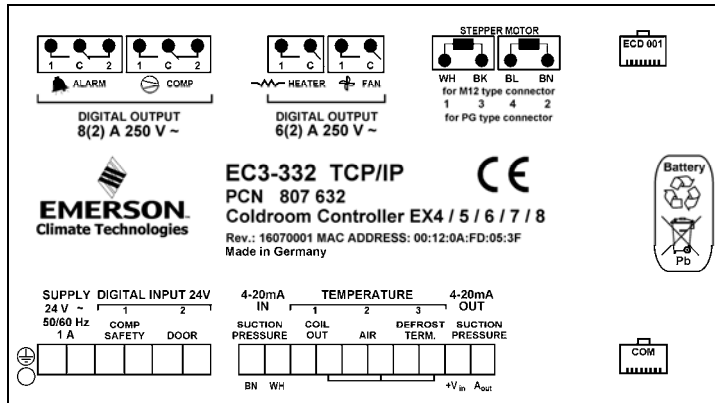 STEPPER MOTOR
ECD 001
1 C 2 1 C 2 1 C 1 C
ALARM COMP HEATER FAN
WH BK BL BN
for M12 type connector
1 3 4 2
for PG type connector
DIGITAL OUTPUT
8(2) A 250 V ~
DIGITAL OUTPUT
6(2) A 250 V ~
EMERSON™
Climate Technologies
EC3-332 TCP/IP
PCN 807 632
Coldroom Controller EX4 / 5 / 6 / 7 / 8
Rev.: 16070001 MAC ADDRESS: 00:12:0A:FD:05:3F
Made in Germany
CE
Battery
Pb
SUPPLY
24 V ~
50/60 Hz
1 A
DIGITAL INPUT 24V
1 2
COMP
SAFETY
DOOR
4-20mA
IN
SUCTION
PRESSURE
TEMPERATURE
1 2 3
COIL
OUT
AIR
DEFROST
TERM.
4-20mA
OUT
SUCTION
PRESSURE
BN WH
+Vin Aout
COM